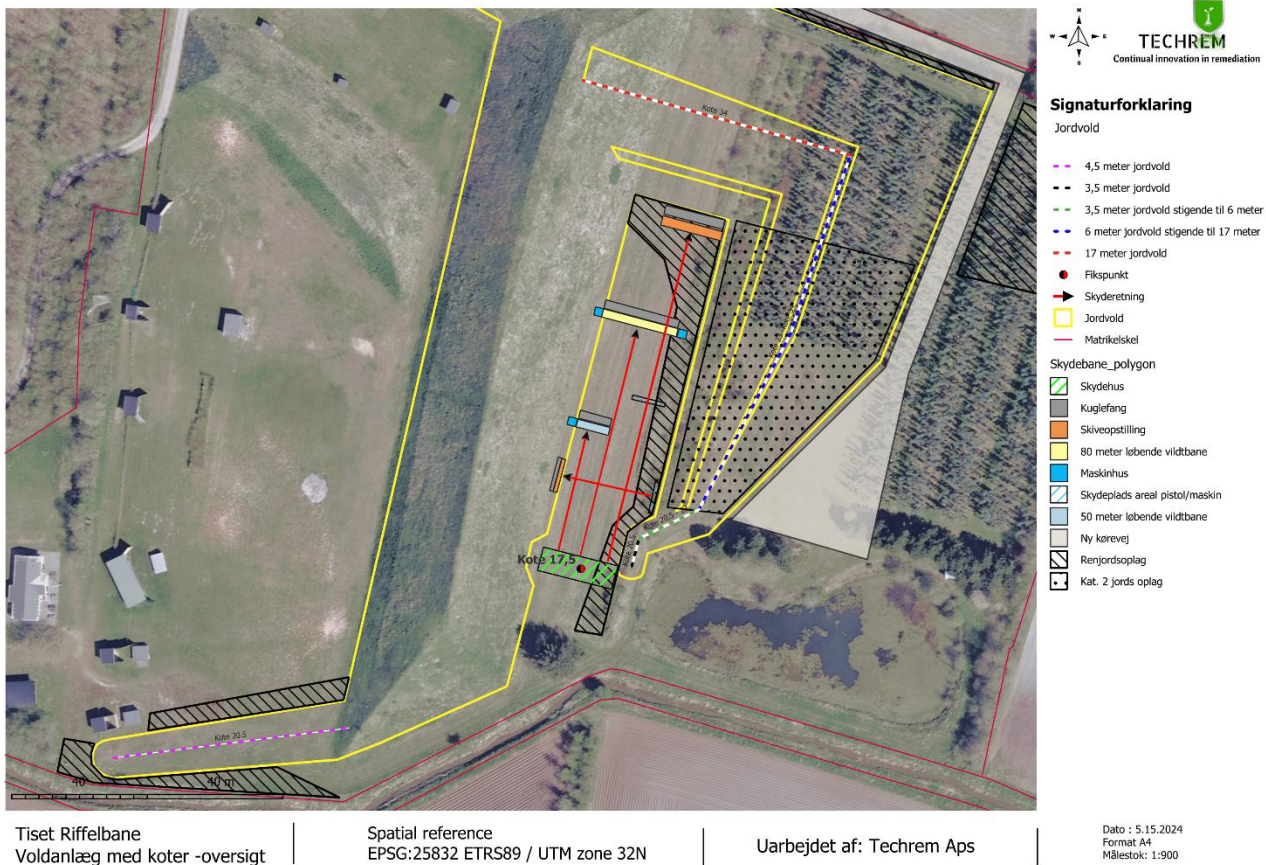 TECHREM
Continual innovation in remediation
N
W
E
S
Signaturforklaring
Jordvold
4,5 meter jordvold
3,5 meter jordvold
3,5 meter jordvold stigende til 6 meter
6 meter jordvold stigende til 17 meter
17 meter jordvold
Fikspunkt
Skyderetning
Jordvold
Matrikelskel
Skydebane_polygon
Skydehus
Kuglefang
Skiveopstilling
80 meter løbende vildtbane
Maskinhus
Skydeplads areal pistol/maskin
50 meter løbende vildtbane
Ny kørevej
Renjordsoplag
Kat. 2 jords oplag
Kote 34
Kote 20.5
Kote 17,5
Kote 20.5
40
40 m
Tiset Riffelbane
Voldanlæg med koter -oversigt
Spatial reference
EPSG:25832 ETRS89 / UTM zone 32N
Uarbejdet af: Techrem Aps
Dato : 5.15.2024
Format A4
Målestok: 1:900